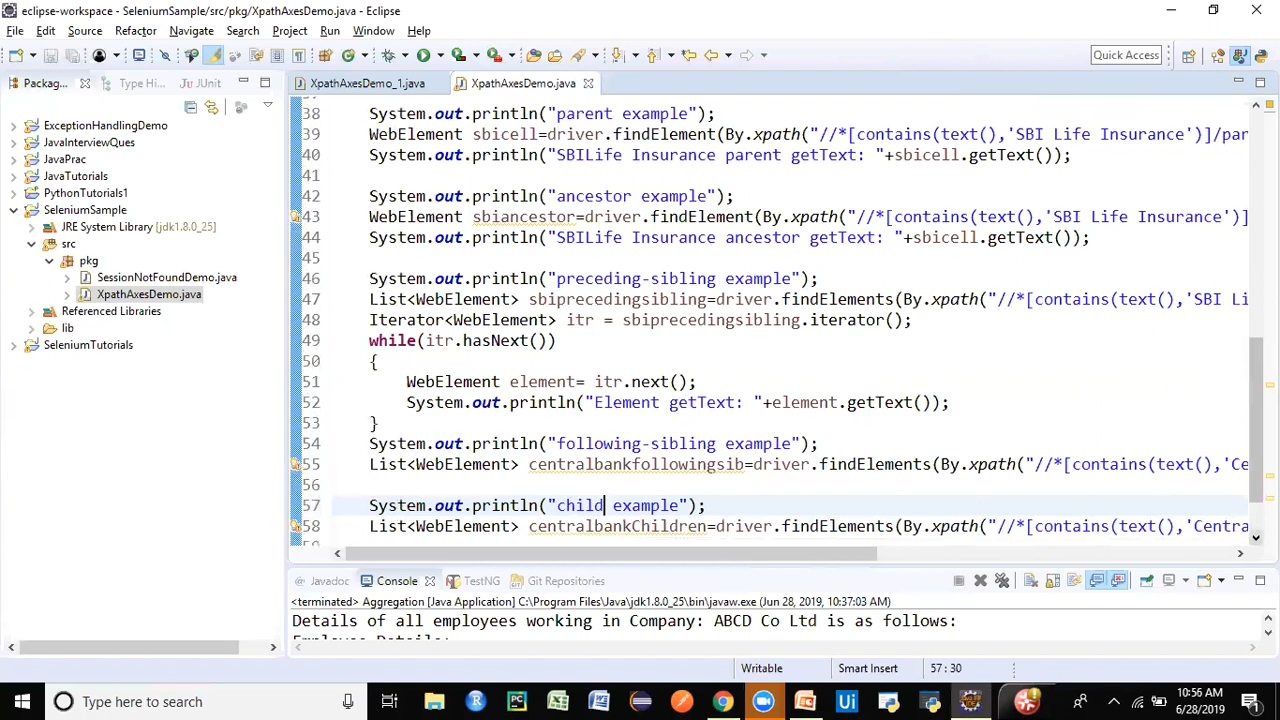 eclipse-workspace - SeleniumSample/src/pkg/XpathAxesDemo.java - Eclipse
File Edit Source Refactor Navigate Search Project Run Window Help
Quick Access
Packag... Type Hi... JUnit
XpathAxesDemo_1.java XpathAxesDemo.java
ExceptionHandlingDemo
JavaInterviewQues
JavaPrac
JavaTutorials
PythonTutorials1
SeleniumSample
JRE System Library [jdk1.8.0_25]
src
pkg
SessionNotFoundDemo.java
XpathAxesDemo.java
Referenced Libraries
lib
SeleniumTutorials
38 System.out.println("parent example");
39 WebElement sbicell=driver.findElement(By.xpath("//*[contains(text(),'SBI Life Insurance')]/par
40 System.out.println("SBILife Insurance parent getText: "+sbicell.getText());
41
42 System.out.println("ancestor example");
43 WebElement sbiancestor=driver.findElement(By.xpath("//*[contains(text(),'SBI Life Insurance')]
44 System.out.println("SBILife Insurance ancestor getText: "+sbicell.getText());
45
46 System.out.println("preceding-sibling example");
47 List<WebElement> sbiprecedingsibling=driver.findElements(By.xpath("//*[contains(text(),'SBI Li
48 Iterator<WebElement> itr = sbiprecedingsibling.iterator();
49 while(itr.hasNext())
50 {
51 WebElement element= itr.next();
52 System.out.println("Element getText: "+element.getText());
53 }
54 System.out.println("following-sibling example");
55 List<WebElement> centralbankfollowingsib=driver.findElements(By.xpath("//*[contains(text(),'Ce
56
57 System.out.println("child example");
58 List<WebElement> centralbankChildren=driver.findElements(By.xpath("//*[contains(text(),'Centra
Javadoc Console TestNG Git Repositories
<terminated> Aggregation [Java Application] C:\Program Files\Java\jdk1.8.0_25\bin\javaw.exe (Jun 28, 2019, 10:37:03 AM)
Details of all employees working in Company: ABCD Co Ltd is as follows:
Employee Details:
Writable Smart Insert 57 : 30
Type here to search
10:56 AM
6/28/2019